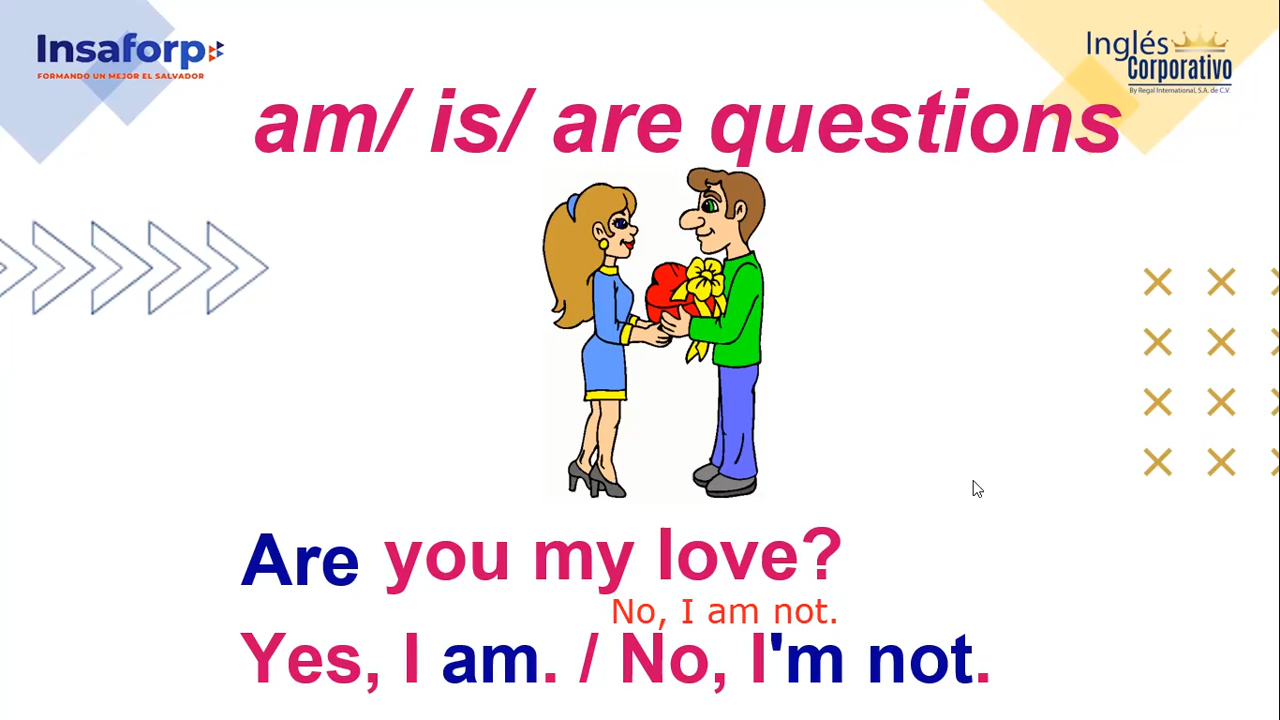 Insaforp
FORMANDO UN MEJOR EL SALVADOR
Inglés
Corporativo
By Regal International, S.A. de C.V.
am/ is/ are questions
Are you my love?
No, I am not.
Yes, I am. / No, I'm not.